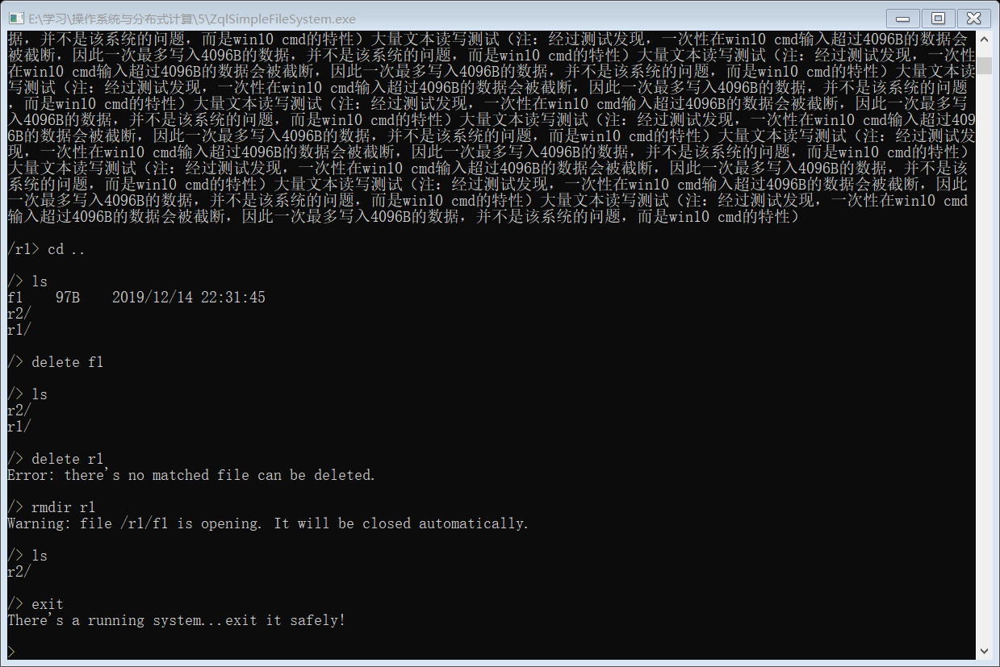 E:\学习\操作系统与分布式计算\5\ZqlSimpleFileSystem.exe
据，并不是该系统的问题，而是win10 cmd的特性）大量文本读写测试（注：经过测试发现，一次性在win10 cmd输入超过4096B的数据会
被截断，因此一次最多写入4096B的数据，并不是该系统的问题，而是win10 cmd的特性）大量文本读写测试（注：经过测试发现，一次性
在win10 cmd输入超过4096B的数据会被截断，因此一次最多写入4096B的数据，并不是该系统的问题，而是win10 cmd的特性）大量文本读
写测试（注：经过测试发现，一次性在win10 cmd输入超过4096B的数据会被截断，因此一次最多写入4096B的数据，并不是该系统的问题
，而是win10 cmd的特性）大量文本读写测试（注：经过测试发现，一次性在win10 cmd输入超过4096B的数据会被截断，因此一次最多写
入4096B的数据，并不是该系统的问题，而是win10 cmd的特性）大量文本读写测试（注：经过测试发现，一次性在win10 cmd输入超过409
6B的数据会被截断，因此一次最多写入4096B的数据，并不是该系统的问题，而是win10 cmd的特性）大量文本读写测试（注：经过测试发
现，一次性在win10 cmd输入超过4096B的数据会被截断，因此一次最多写入4096B的数据，并不是该系统的问题，而是win10 cmd的特性）
大量文本读写测试（注：经过测试发现，一次性在win10 cmd输入超过4096B的数据会被截断，因此一次最多写入4096B的数据，并不是该
系统的问题，而是win10 cmd的特性）大量文本读写测试（注：经过测试发现，一次性在win10 cmd输入超过4096B的数据会被截断，因此
一次最多写入4096B的数据，并不是该系统的问题，而是win10 cmd的特性）大量文本读写测试（注：经过测试发现，一次性在win10 cmd
输入超过4096B的数据会被截断，因此一次最多写入4096B的数据，并不是该系统的问题，而是win10 cmd的特性）
/r1> cd ..
/> ls
f1    97B    2019/12/14 22:31:45
r2/
r1/
/> delete f1
/> ls
r2/
r1/
/> delete r1
Error: there's no matched file can be deleted.
/> rmdir r1
Warning: file /r1/f1 is opening. It will be closed automatically.
/> ls
r2/
/> exit
There's a running system...exit it safely!
>